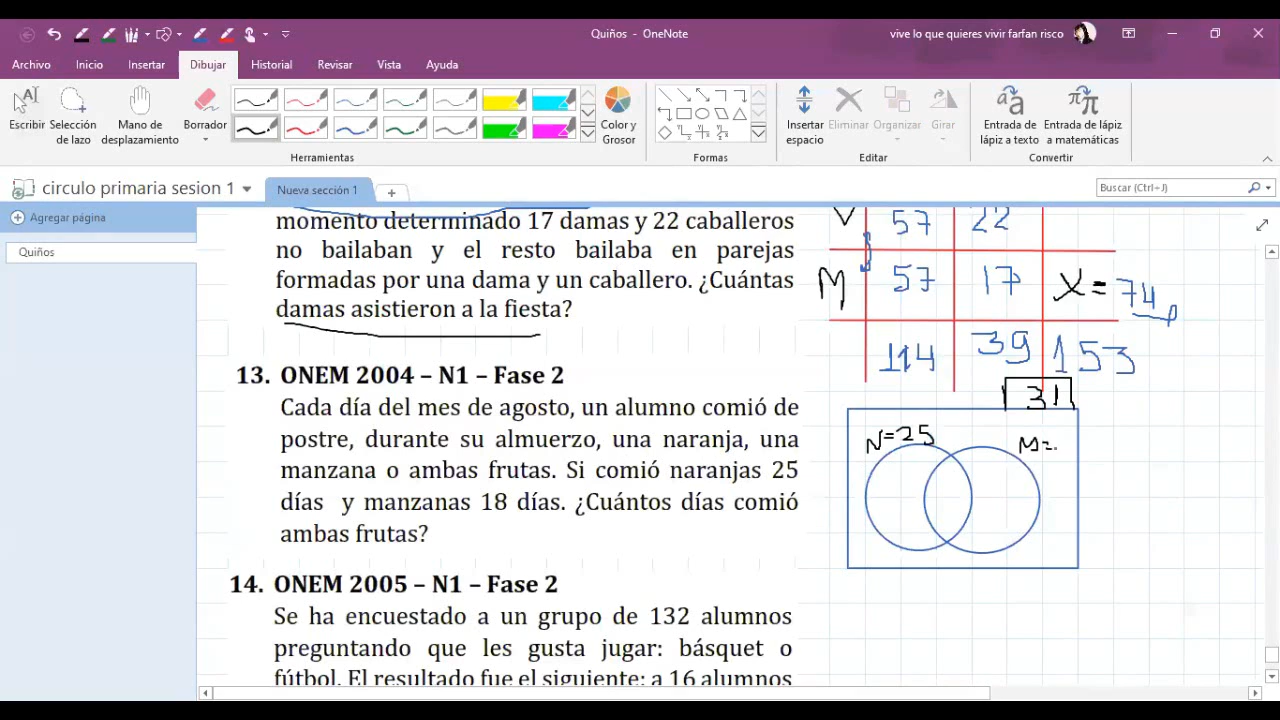 Quiños - OneNote
vive lo que quieres vivir farfan risco
Archivo Inicio Insertar Dibujar Historial Revisar Vista Ayuda
Escribir
Selección de lazo
Mano de desplazamiento
Borrador
Color y Grosor
Insertar espacio
Eliminar
Organizar
Girar
Entrada de lápiz a texto
Entrada de lápiz a matemáticas
Herramientas
Formas
Editar
Convertir
circulo primaria sesion 1
Nueva sección 1
Buscar (Ctrl+J)
Agregar página
Quiños
momento determinado 17 damas y 22 caballeros
no bailaban y el resto bailaba en parejas
formadas por una dama y un caballero. ¿Cuántas
damas asistieron a la fiesta?
13. ONEM 2004 – N1 – Fase 2
Cada día del mes de agosto, un alumno comió de
postre, durante su almuerzo, una naranja, una
manzana o ambas frutas. Si comió naranjas 25
días y manzanas 18 días. ¿Cuántos días comió
ambas frutas?
14. ONEM 2005 – N1 – Fase 2
Se ha encuestado a un grupo de 132 alumnos
preguntando que les gusta jugar: básquet o
fútbol. El resultado fue el siguiente: a 16 alumnos
57 22
M 57 17 X = 74
114 39 153
31
N=25 M=